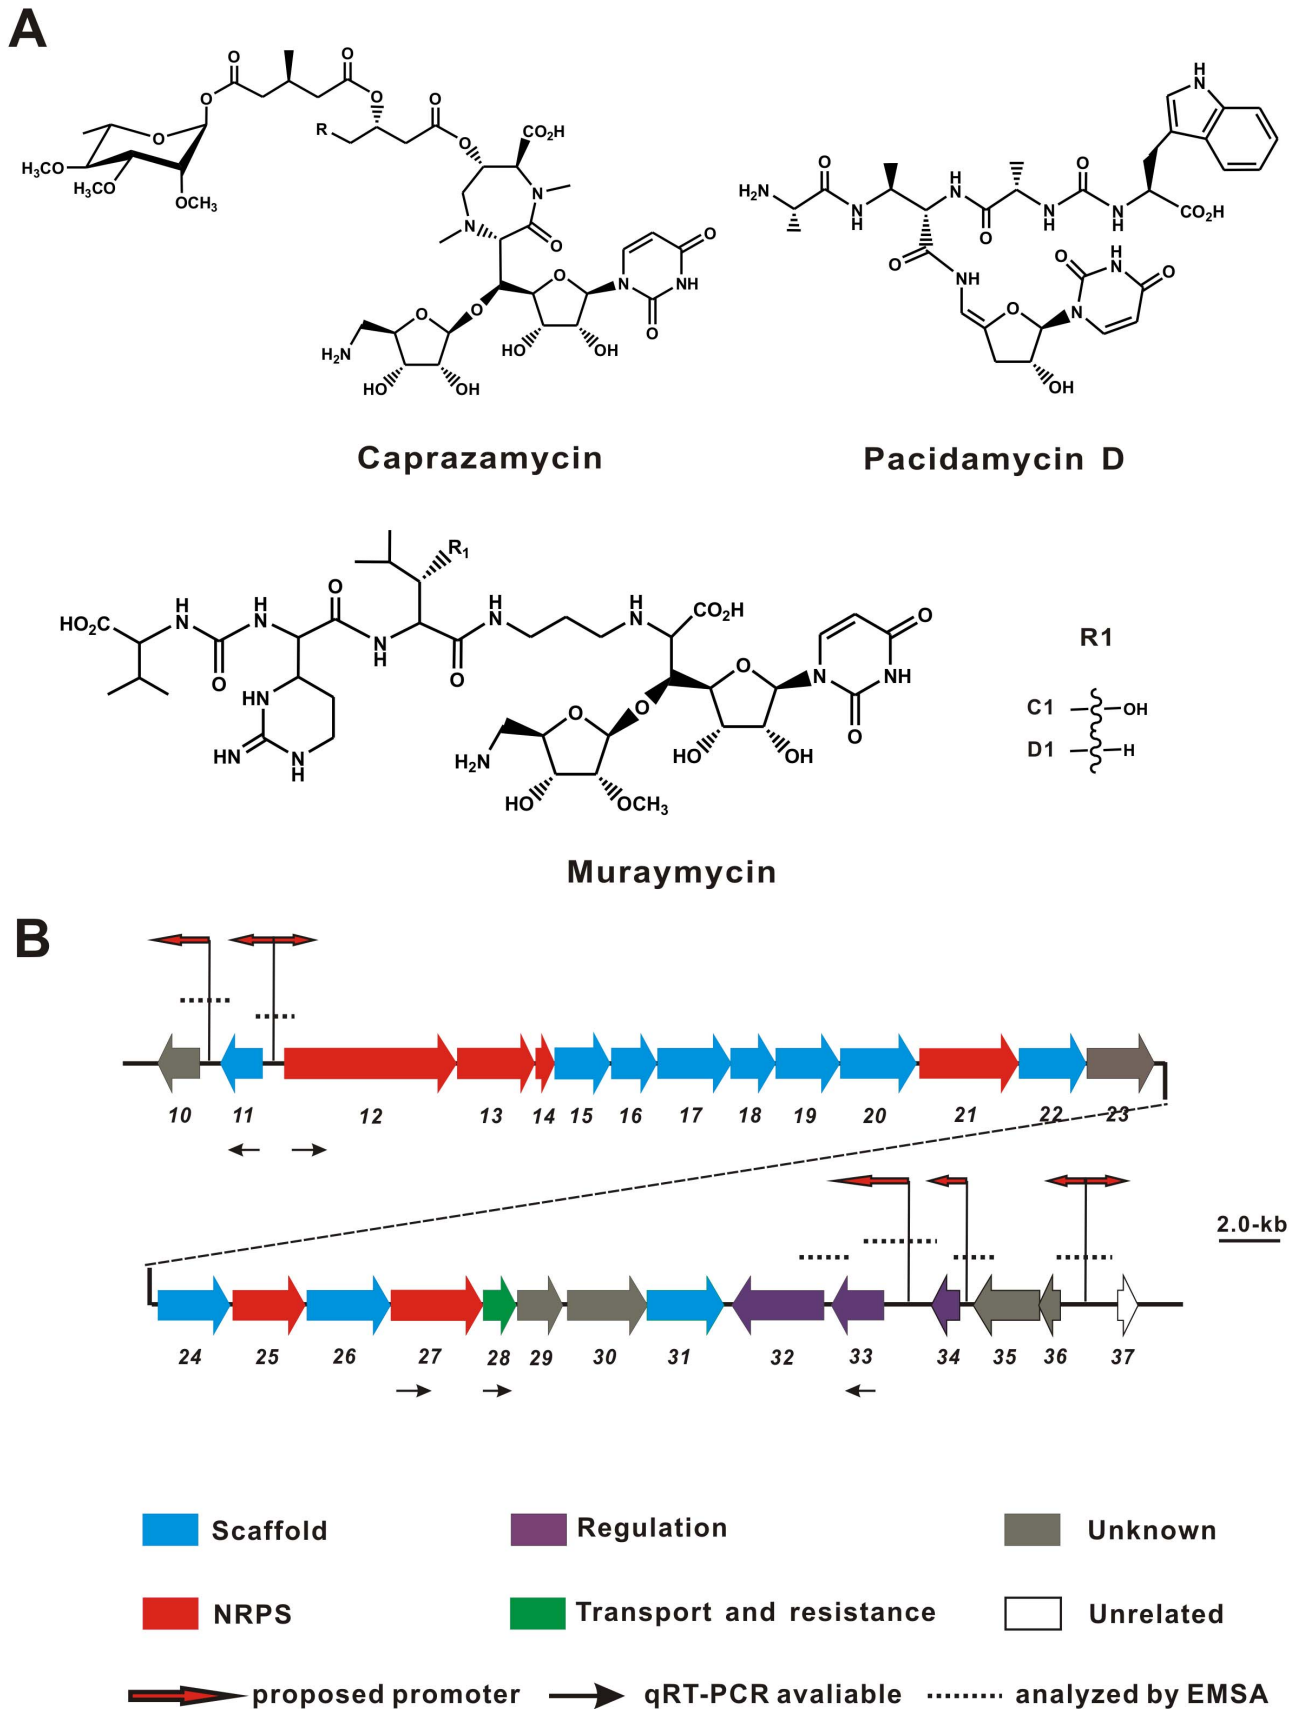 A
O
O
O
O
O
O
O
R
CO₂H
N
N
O
H₃CO
H₃CO
OCH₃
O
O
O
O
N
NH
O
H₂N
HO
OH
HO
OH
Caprazamycin
H
N
O
H₂N
N
H
H
N
O
N
H
O
N
H
CO₂H
O
NH
O
H
N
O
O
N
OH
Pacidamycin D
R₁
HO₂C
H
N
O
H
N
O
N
H
O
H
N
H
N
CO₂H
HN
HN
N
H
O
O
O
N
NH
O
O
H₂N
HO
OCH₃
HO
OH
R1
C1 OH
D1 H
Muraymycin
B
10 11 12 13 14 15 16 17 18 19 20 21 22 23
2.0-kb
24 25 26 27 28 29 30 31 32 33 34 35 36 37
Scaffold Regulation Unknown
NRPS Transport and resistance Unrelated
proposed promoter qRT-PCR avaliable analyzed by EMSA